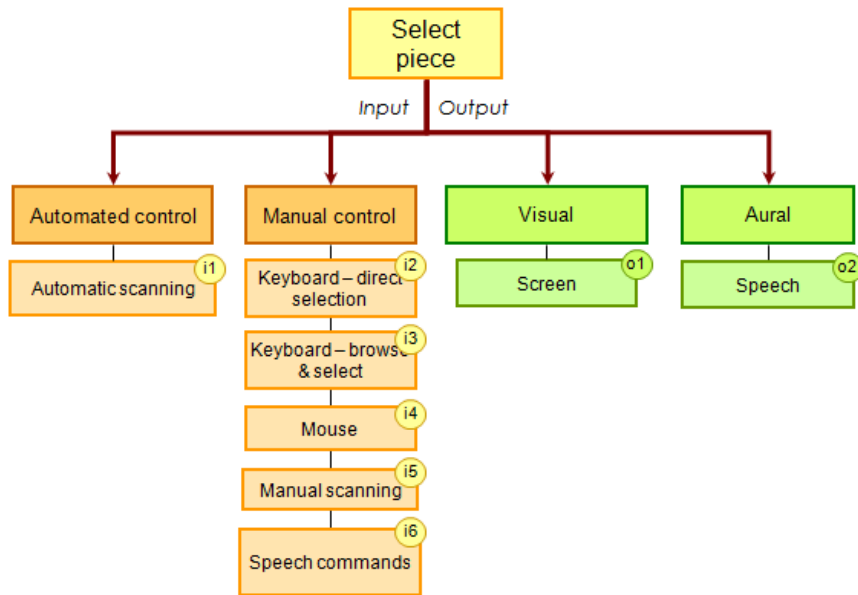 Select
piece
Input
Output
Automated control
Manual control
Visual
Aural
i1
Automatic scanning
i2
Keyboard – direct
selection
i3
Keyboard – browse
& select
i4
Mouse
i5
Manual scanning
i6
Speech commands
o1
Screen
o2
Speech